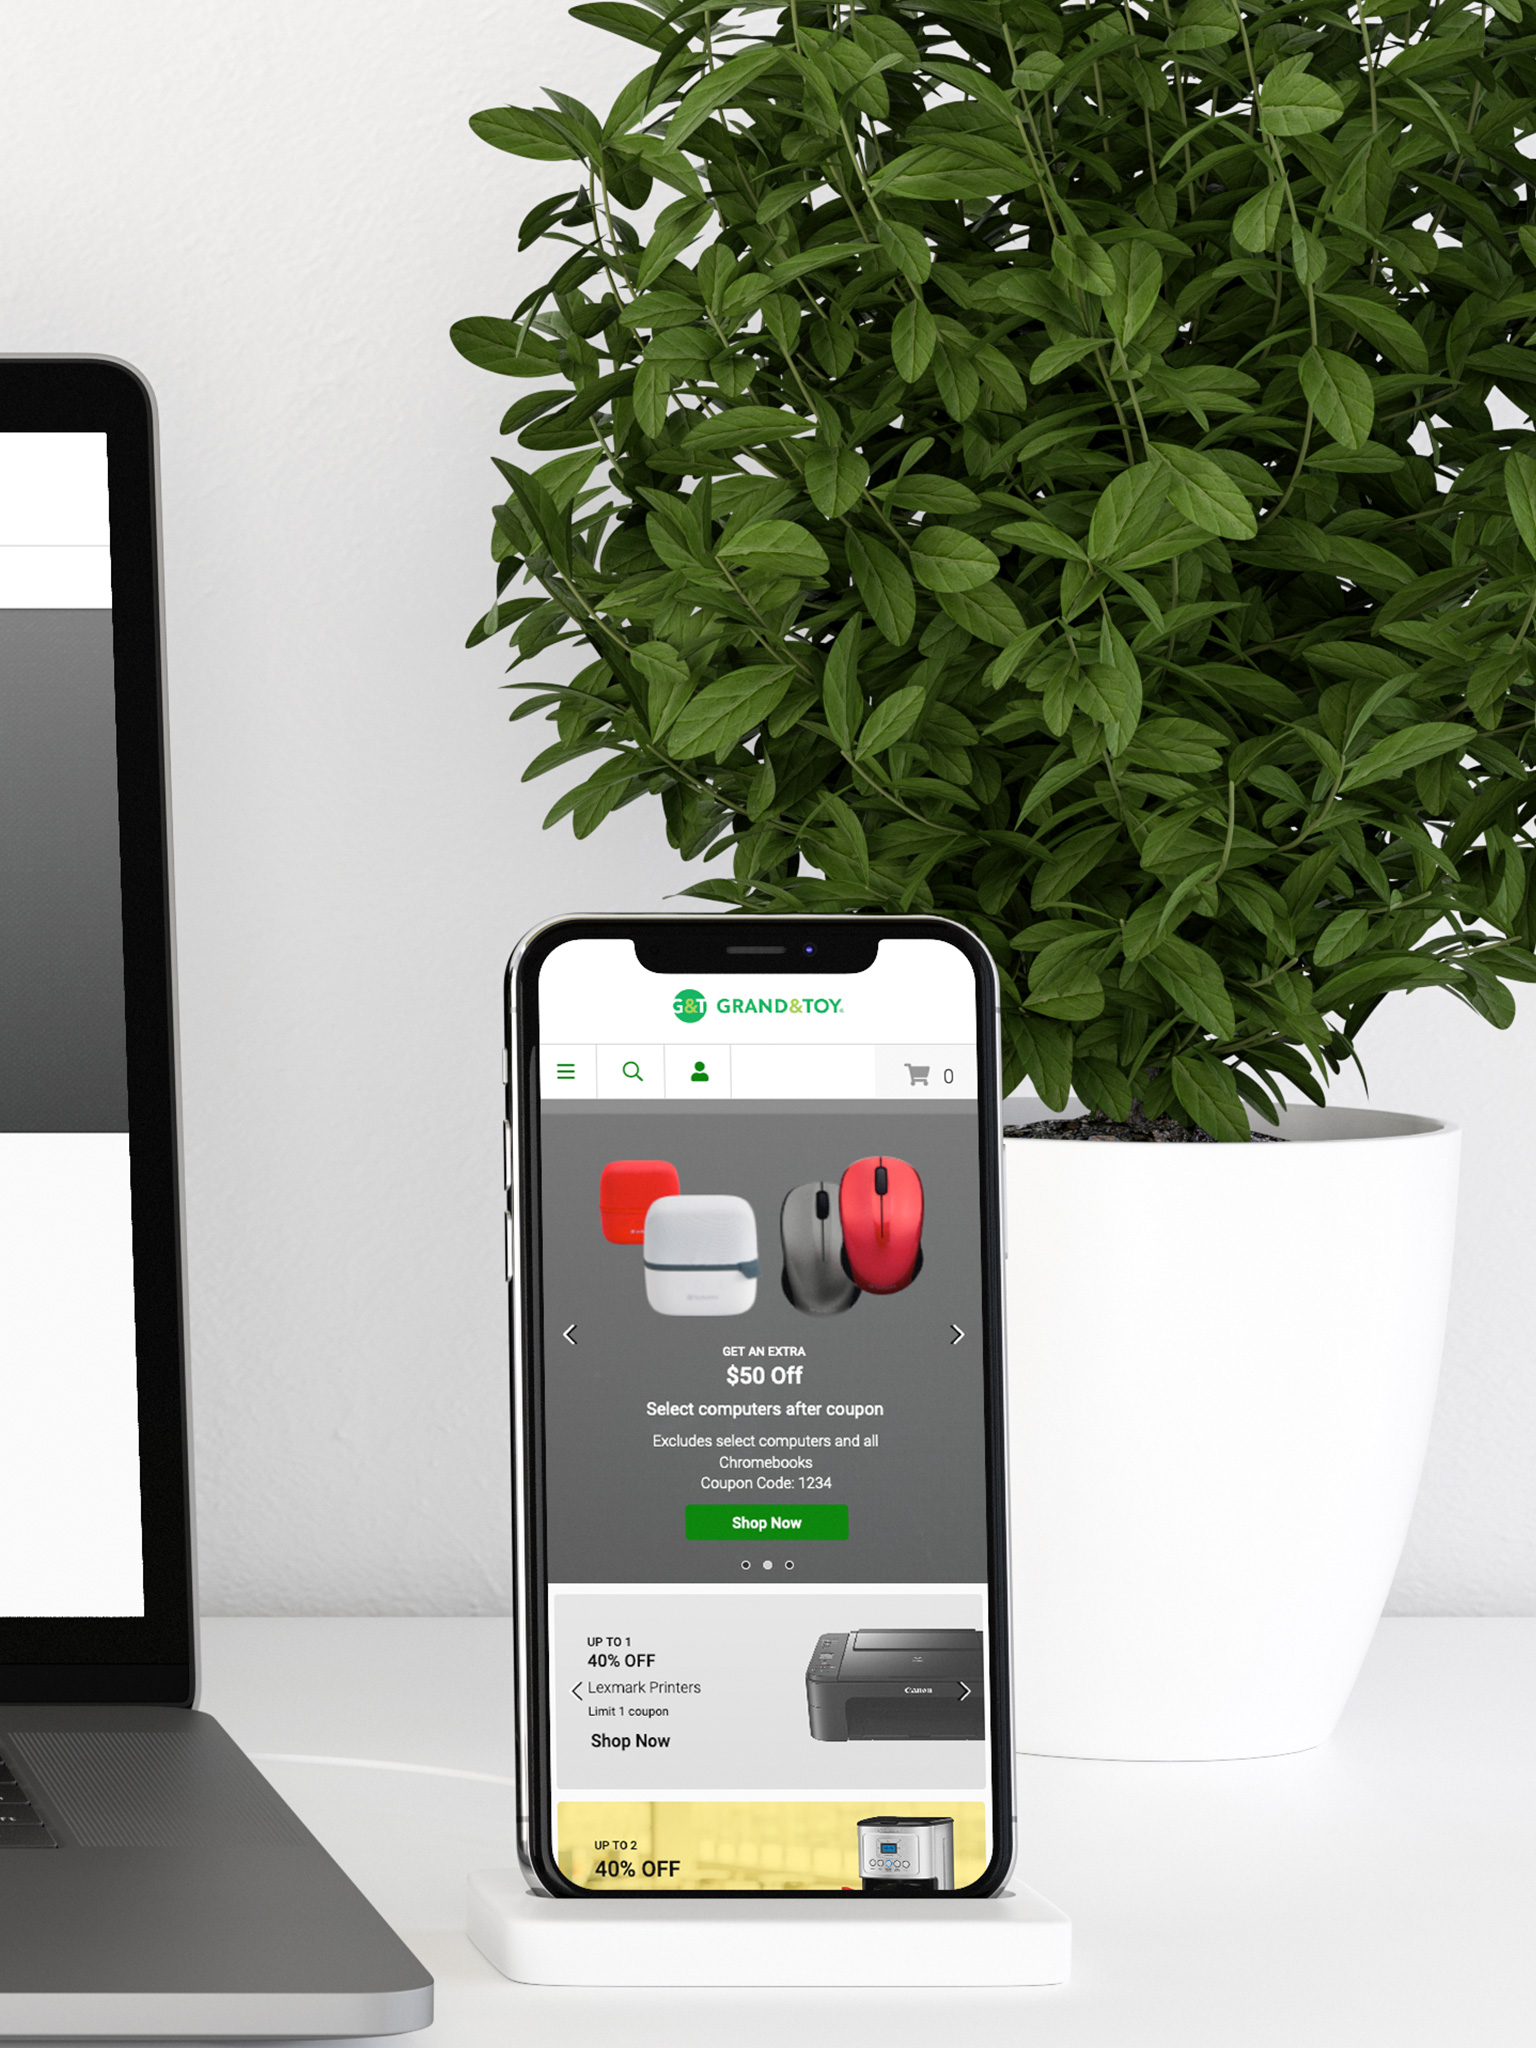 G&T GRAND&TOY
0
GET AN EXTRA
$50 Off
Select computers after coupon
Excludes select computers and all
Chromebooks
Coupon Code: 1234
Shop Now
UP TO 1
40% OFF
Lexmark Printers
Limit 1 coupon
Shop Now
Canon
UP TO 2
40% OFF